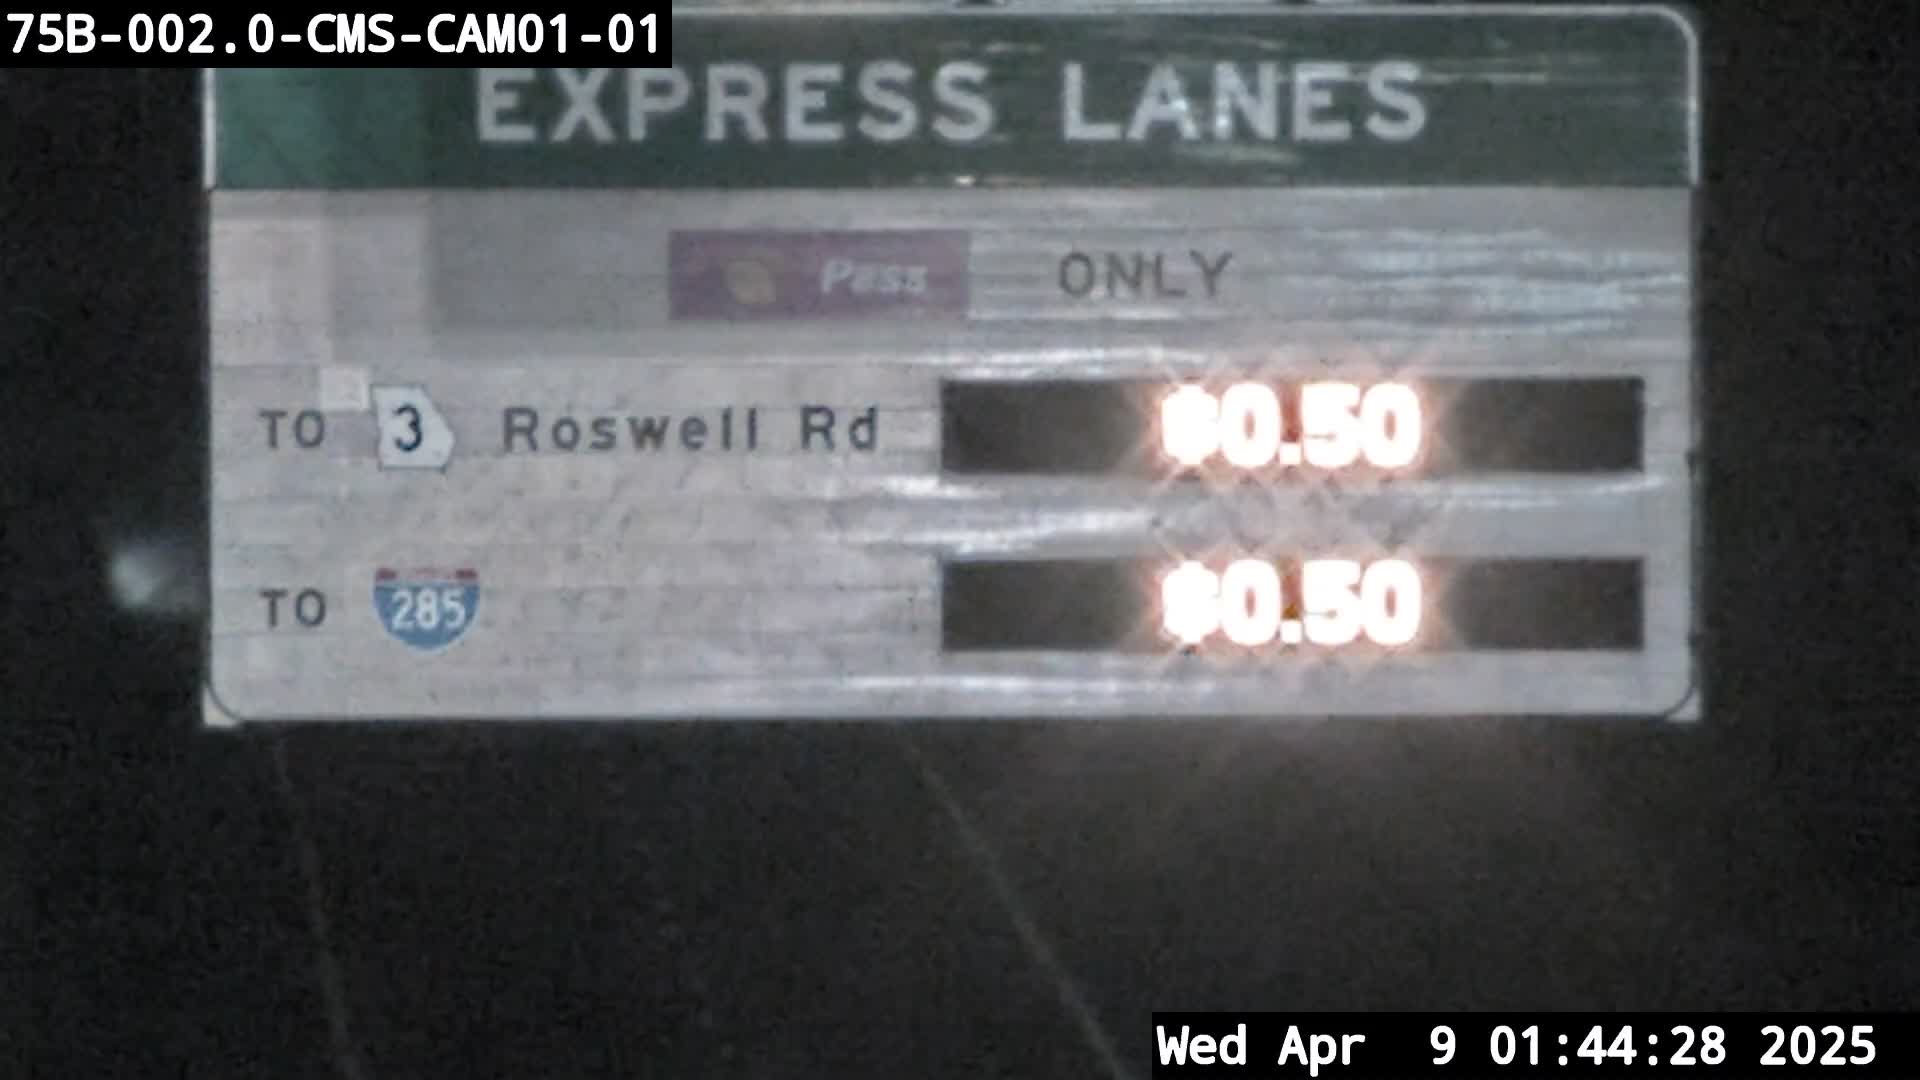 75B-002.0-CMS-CAM01-01
EXPRESS LANES
Pass ONLY
TO 3 Roswell Rd $0.50
TO 285 $0.50
Wed Apr 9 01:44:28 2025